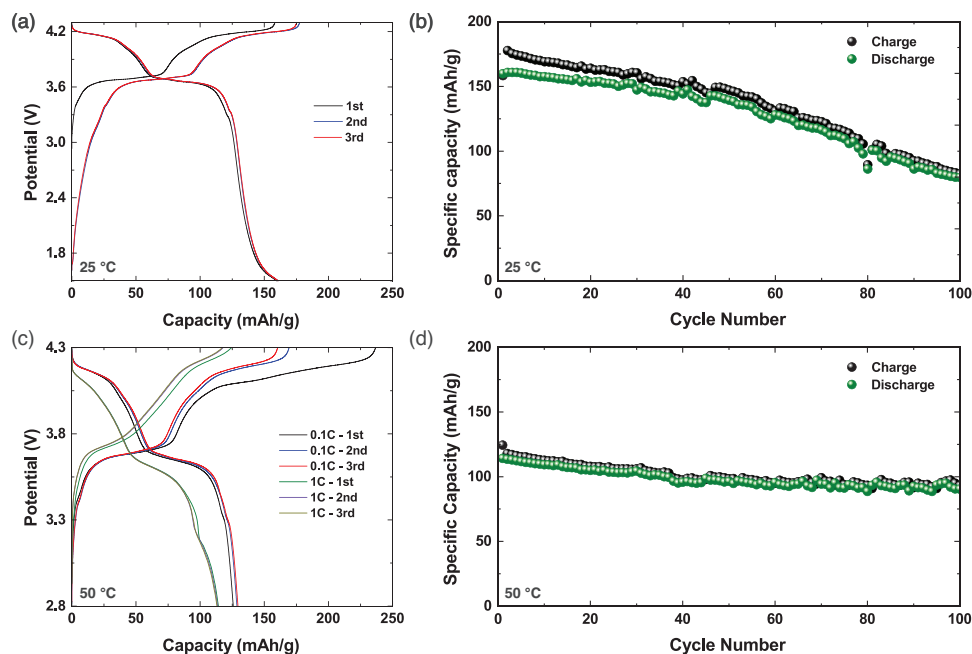 (a)
4.2
3.6
3.0
2.4
1.8
Potential (V)
1st
2nd
3rd
25 °C
0 50 100 150 200 250
Capacity (mAh/g)
(b)
200
150
100
50
0
Specific capacity (mAh/g)
Charge
Discharge
25 °C
0 20 40 60 80 100
Cycle Number
(c)
4.3
3.8
3.3
2.8
Potential (V)
0.1C - 1st
0.1C - 2nd
0.1C - 3rd
1C - 1st
1C - 2nd
1C - 3rd
50 °C
0 50 100 150 200 250
Capacity (mAh/g)
(d)
200
150
100
50
0
Specific Capacity (mAh/g)
Charge
Discharge
50 °C
0 20 40 60 80 100
Cycle Number